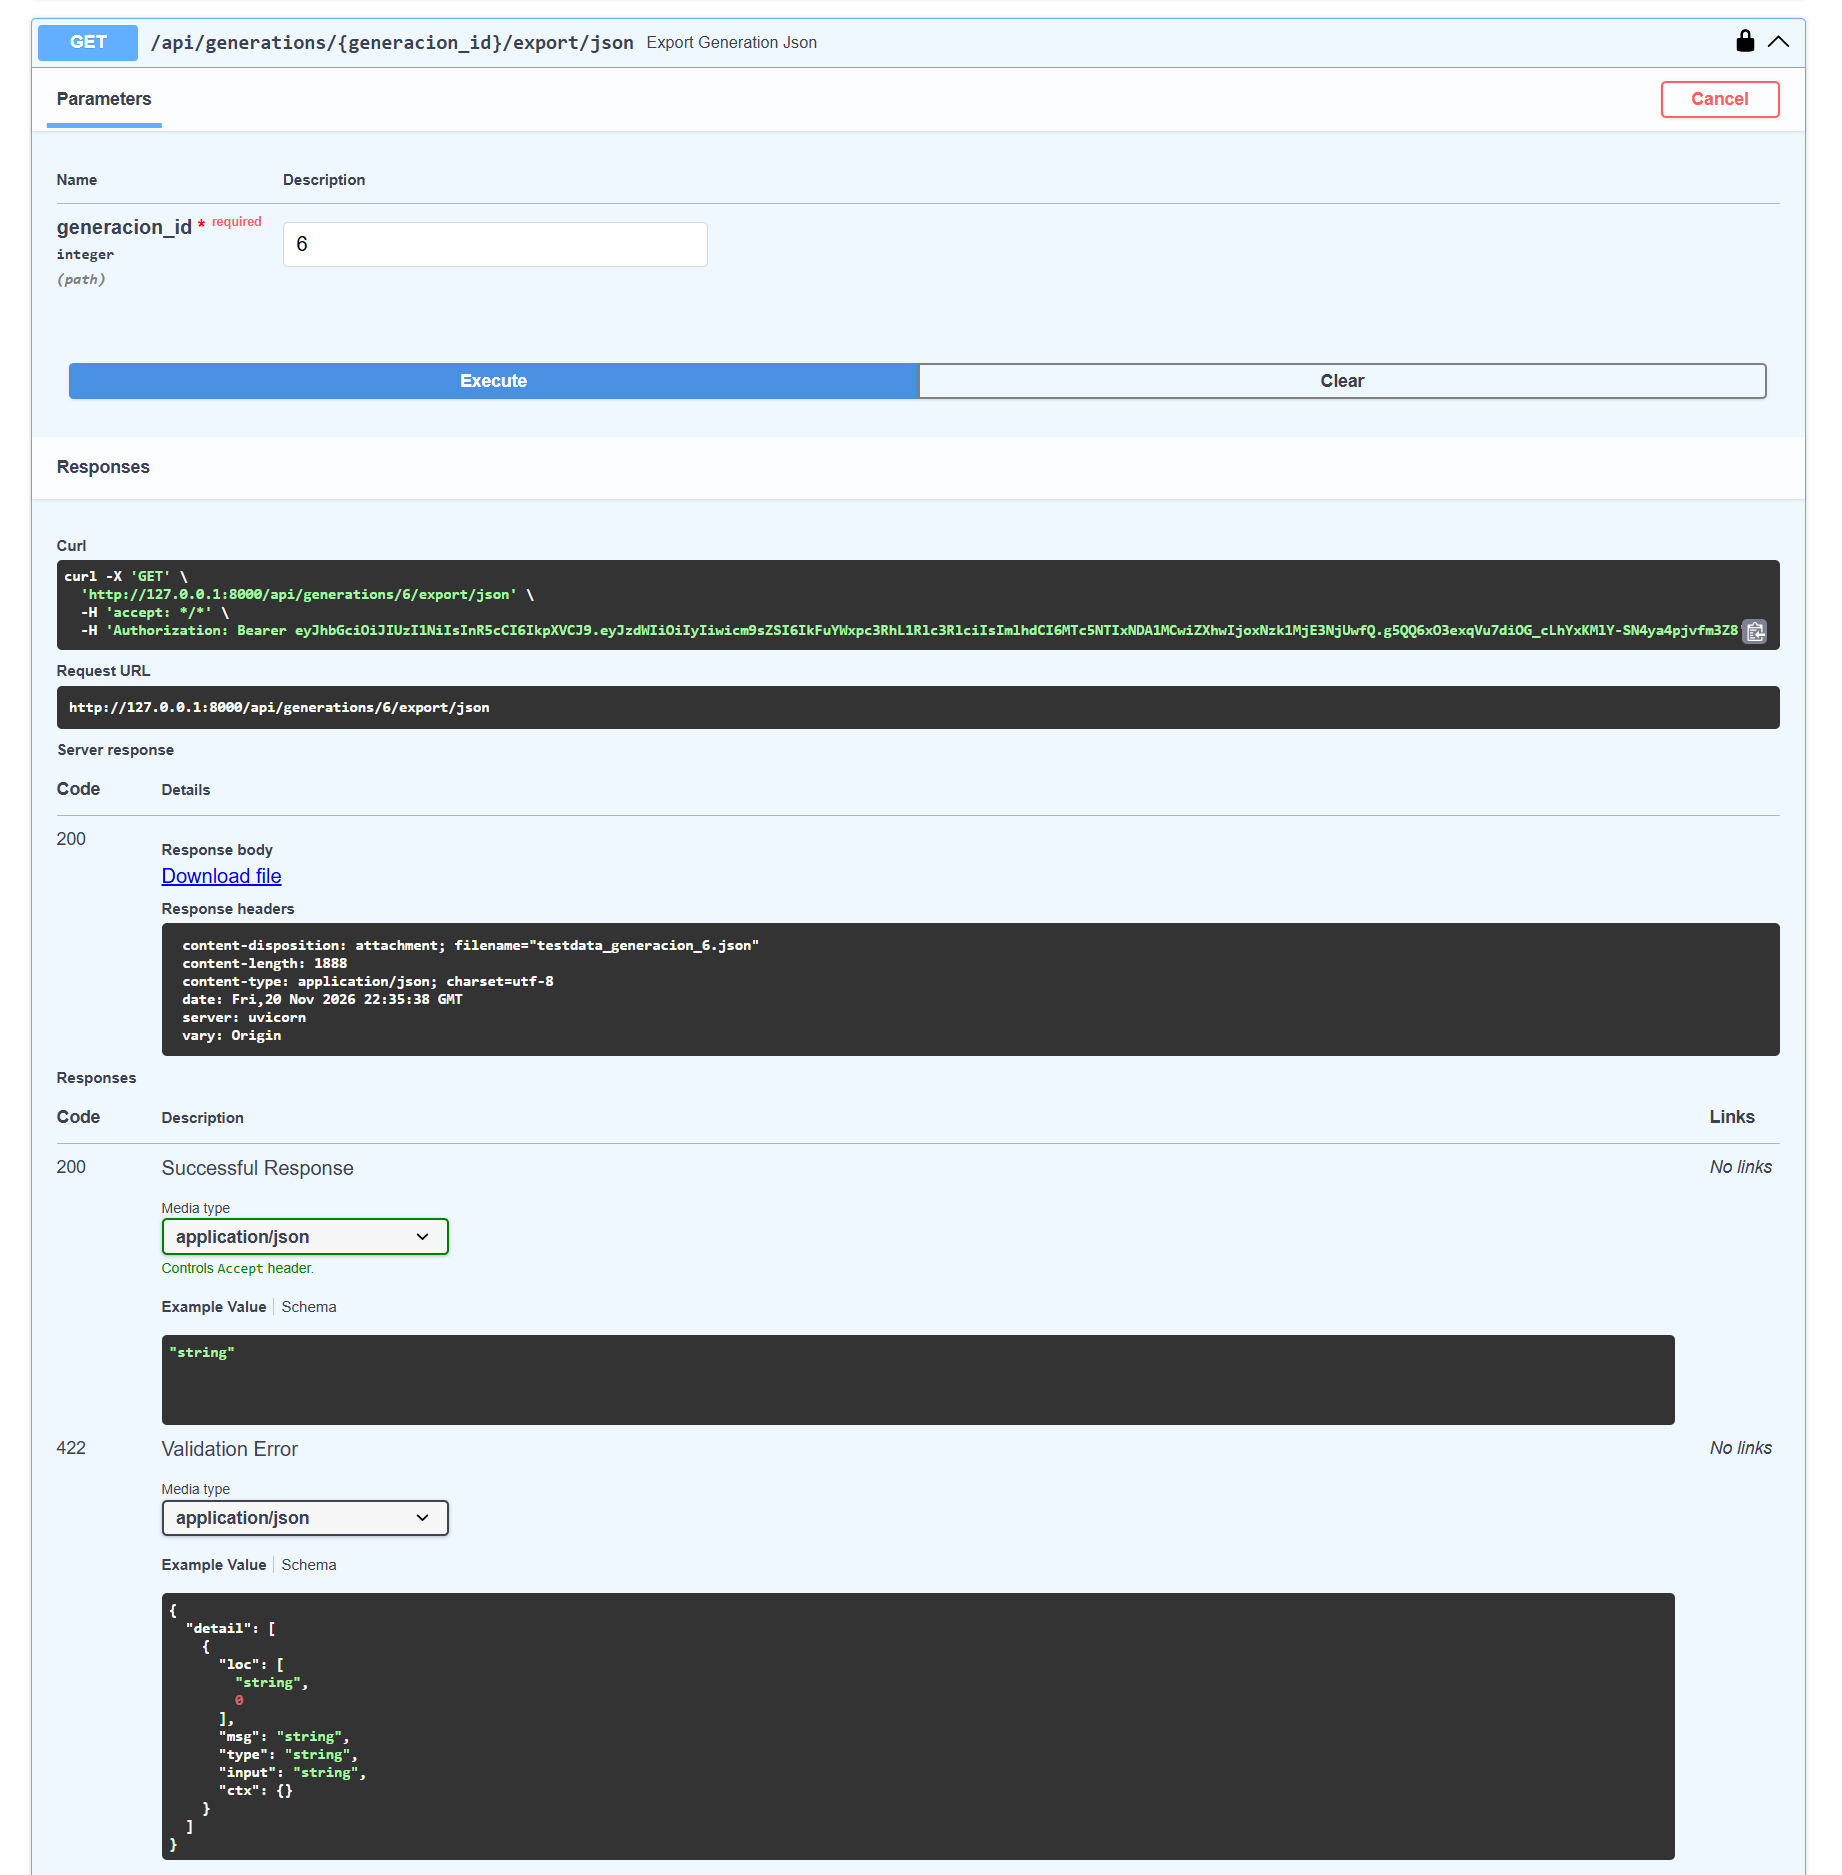 GET /api/generations/{generacion_id}/export/json Export Generation Json
Parameters
Cancel
Name Description
generacion_id * required
integer
(path)
6
Execute Clear
Responses
Curl
curl -X 'GET' \
'http://127.0.0.1:8000/api/generations/6/export/json' \
-H 'accept: */*' \
-H 'Authorization: Bearer eyJhbGciOiJIUzI1NiIsInR5cCI6IkpXVCJ9.eyJzdWIiOiIyIiwicm9sZSI6IkFuYWxpc3RhL1Rlc3RlciIsImlhdCI6MTc5NTIxNDA1MCwiZXhwIjoxNzk1MjE3NjUwfQ.g5QQ6xO3exqVu7diOG_cLhYxKMlY-SN4ya4pjvfm3Z8'
Request URL
http://127.0.0.1:8000/api/generations/6/export/json
Server response
Code Details
200
Response body
Download file
Response headers
content-disposition: attachment; filename="testdata_generacion_6.json"
content-length: 1888
content-type: application/json; charset=utf-8
date: Fri,20 Nov 2026 22:35:38 GMT
server: uvicorn
vary: Origin
Responses
Code Description Links
200 Successful Response No links
Media type
application/json
Controls Accept header.
Example Value Schema
"string"
422 Validation Error No links
Media type
application/json
Example Value Schema
{
"detail": [
{
"loc": [
"string",
0
],
"msg": "string",
"type": "string",
"input": "string",
"ctx": {}
}
]
}